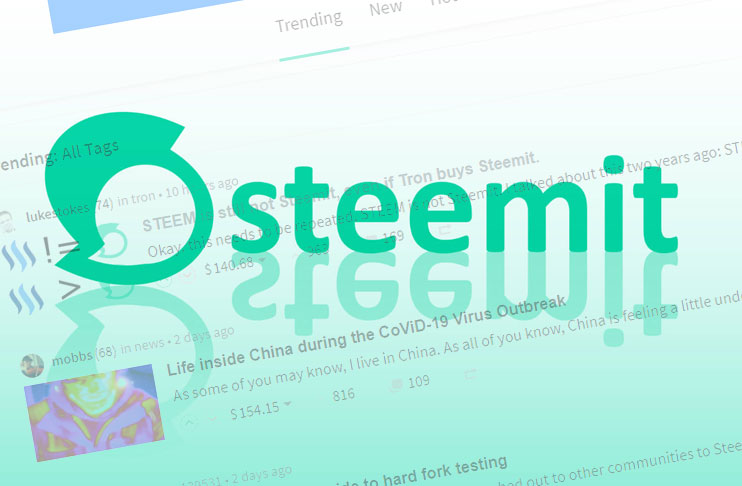 Trending New
ending: All Tags
steemit
lukestokes (74) in tron • 10 hours ago
STEEM is still not Steemit, even if Tron buys Steemit.
!=
Okay, this needs to be repeated. STEEM is not Steemit. I talked about this two years ago: ST
$140.68 962 169
>
mobbs (68) in news • 2 days ago
Life inside China during the CoViD-19 Virus Outbreak
As some of you may know, I live in China. As all of you know, China is feeling a little und
$154.15 816 109
• 2 days ago
to hard fork testing
out to other communities to Stee